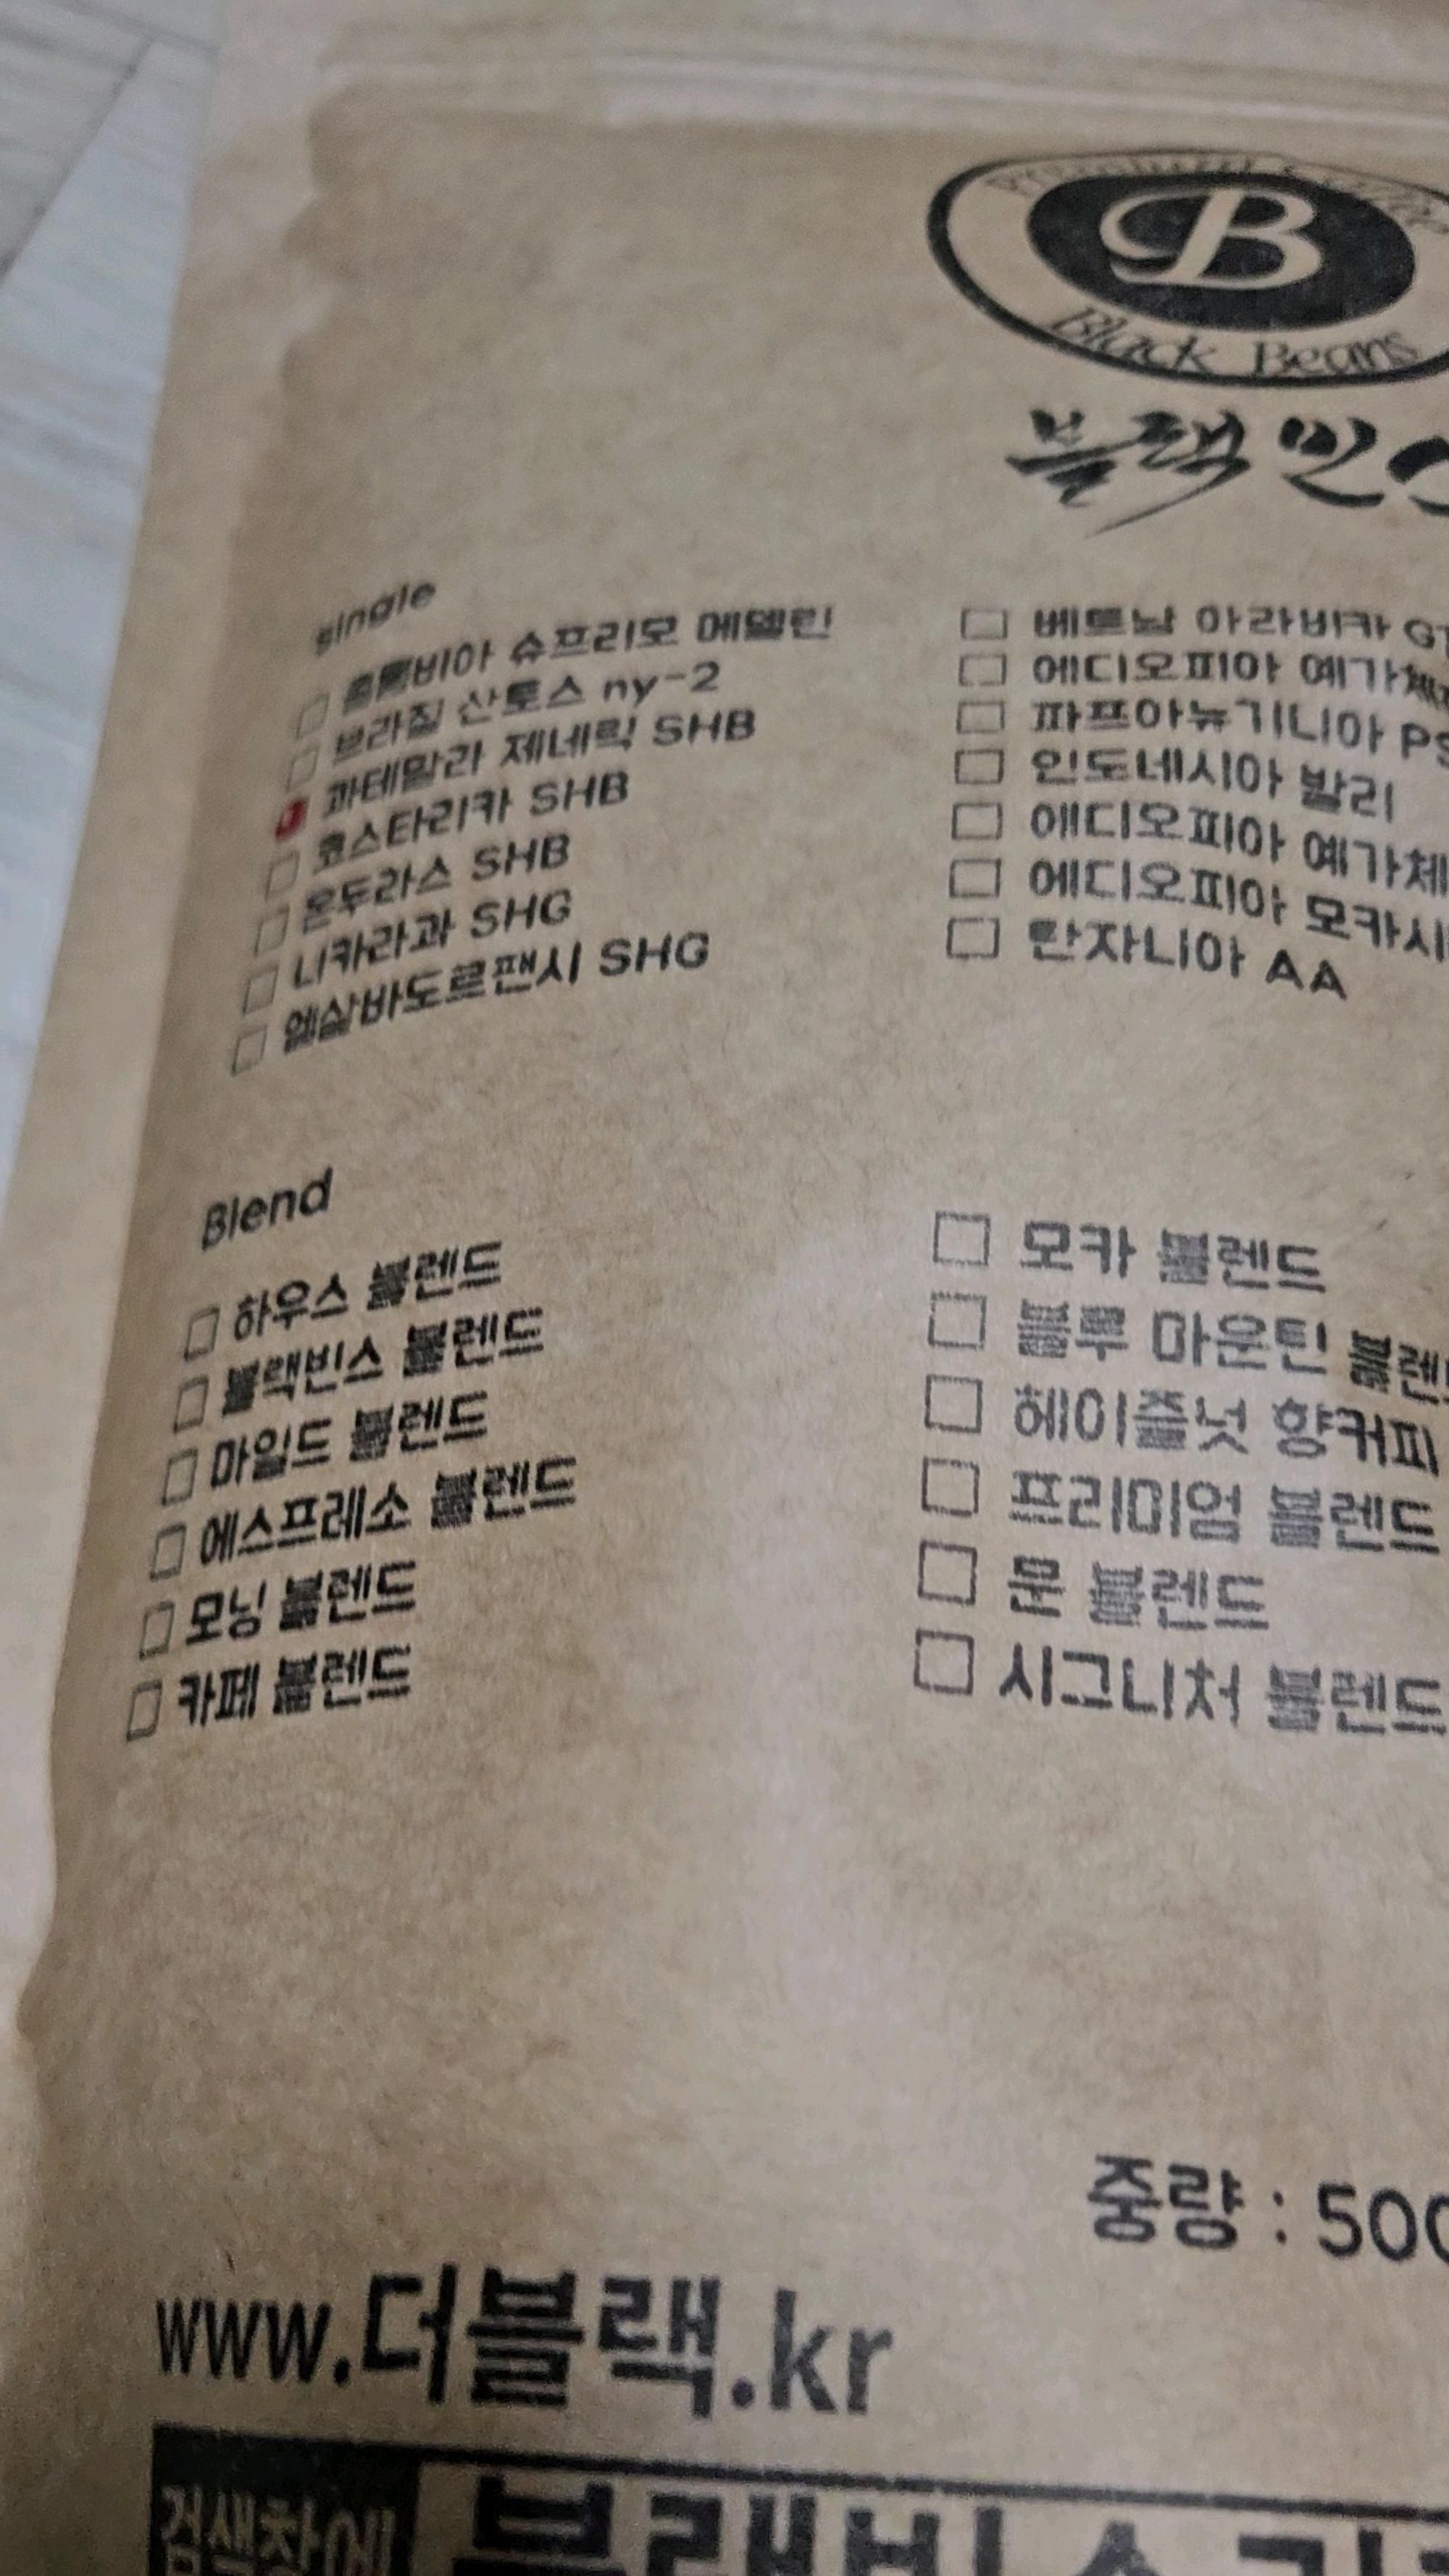 Premium Coffee
B
Black Beans
블랙빈스
single
콜롬비아 슈프리모 메델린
브라질 산토스 ny-2
과테말라 제네릭 SHB
코스타리카 SHB
온두라스 SHB
니카라과 SHG
엘살바도르팬시 SHG
베트남 아라비카
에디오피아
파프아뉴기니아
인도네시아 발리
에디오피아
에디오피아
탄자니아 AA
Blend
하우스 블렌드
블랙빈스 블렌드
마일드 블렌드
에스프레소 블렌드
모닝 블렌드
카페 블렌드
모카 블렌드
블루 마운틴
헤이즐넛 향커피
프리미엄 블렌드
문 블렌드
시그니처 블렌드
중량 :
www.더블랙.kr
검색창에